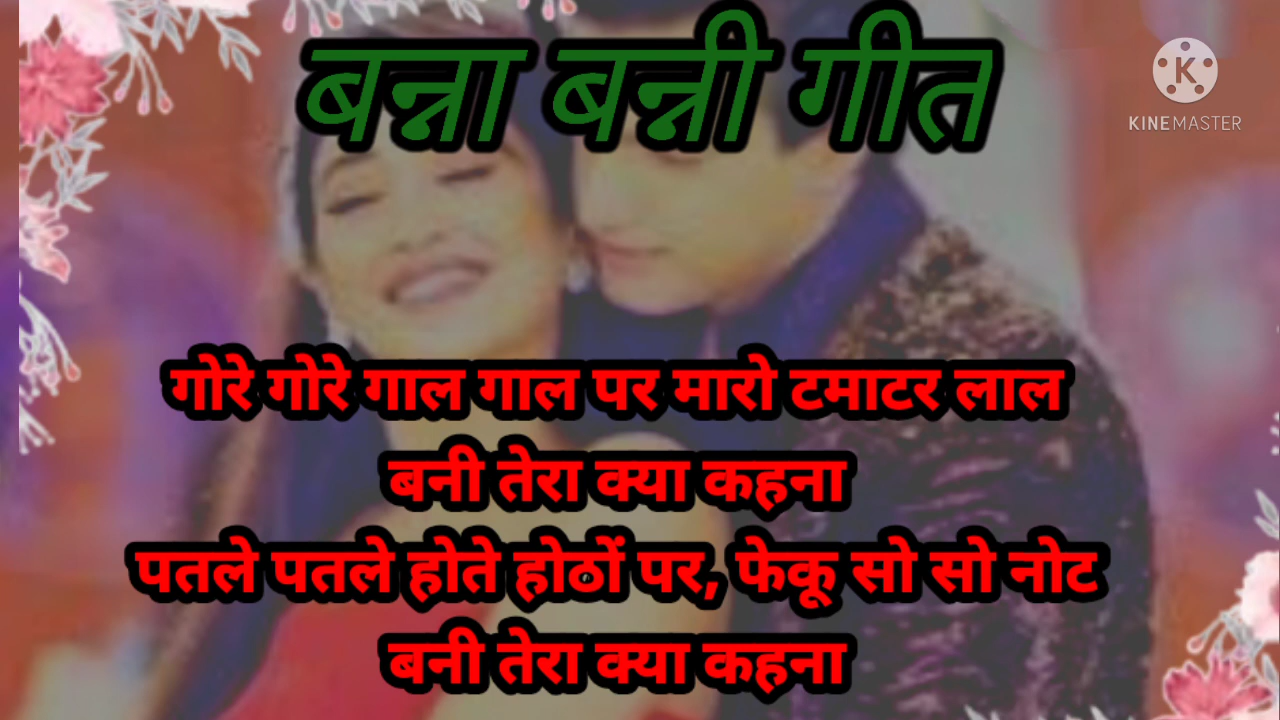 बन्ना बन्नी गीत
KINEMASTER
गोरे गोरे गाल गाल पर मारो टमाटर लाल
बनी तेरा क्या कहना
पतले पतले होते होठों पर, फेकू सो सो नोट
बनी तेरा क्या कहना